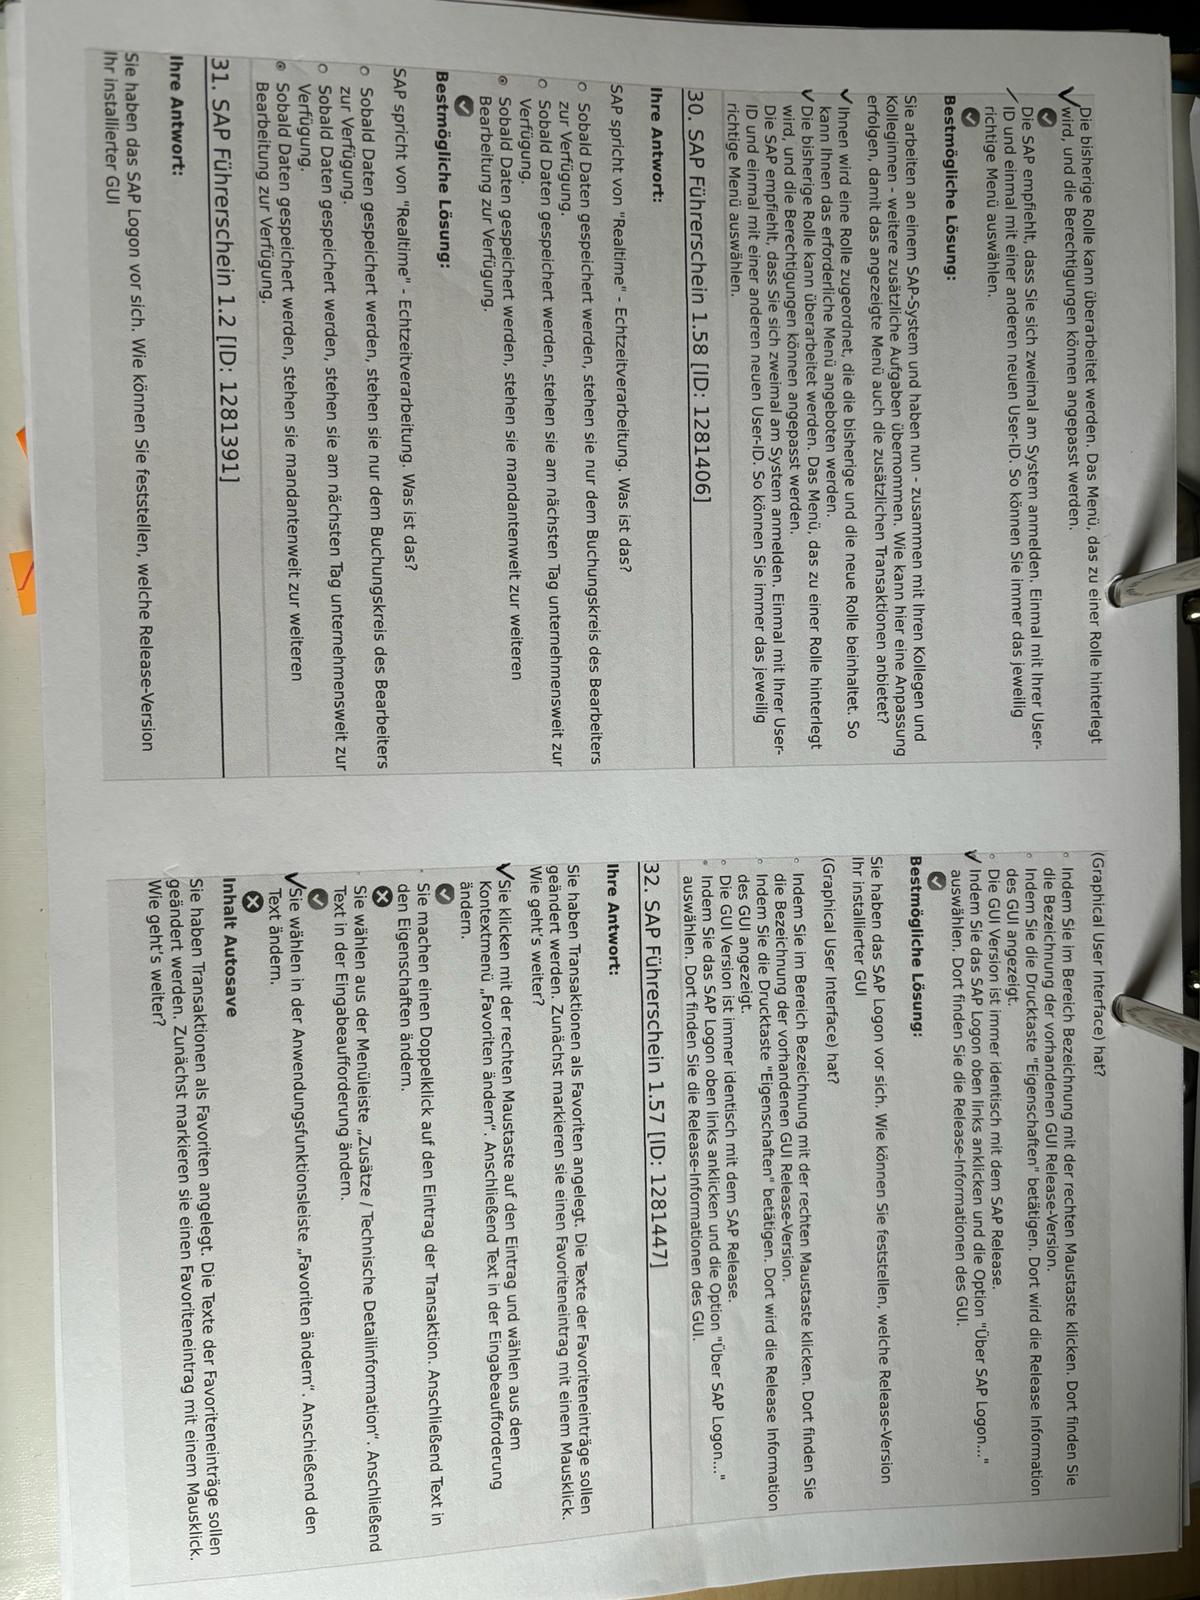 Die bisherige Rolle kann überarbeitet werden. Das Menü, das zu einer Rolle hinterlegt
wird, und die Berechtigungen können angepasst werden.
Die SAP empfiehlt, dass Sie sich zweimal am System anmelden. Einmal mit Ihrer User-
ID und einmal mit einer anderen neuen User-ID. So können Sie immer das jeweilig
richtige Menü auswählen.
Bestmögliche Lösung:
Sie arbeiten an einem SAP-System und haben nun - zusammen mit Ihren Kollegen und
Kolleginnen - weitere zusätzliche Aufgaben übernommen. Wie kann hier eine Anpassung
erfolgen, damit das angezeigte Menü auch die zusätzlichen Transaktionen anbietet?
Ihnen wird eine Rolle zugeordnet, die die bisherige und die neue Rolle beinhaltet. So
kann Ihnen das erforderliche Menü angeboten werden.
Die bisherige Rolle kann überarbeitet werden. Das Menü, das zu einer Rolle hinterlegt
wird, und die Berechtigungen können angepasst werden.
Die SAP empfiehlt, dass Sie sich zweimal am System anmelden. Einmal mit Ihrer User-
ID und einmal mit einer anderen neuen User-ID. So können Sie immer das jeweilig
richtige Menü auswählen.
30. SAP Führerschein 1.58 [ID: 1281406]
Ihre Antwort:
SAP spricht von "Realtime" - Echtzeitverarbeitung. Was ist das?
Sobald Daten gespeichert werden, stehen sie nur dem Buchungskreis des Bearbeiters
zur Verfügung.
Sobald Daten gespeichert werden, stehen sie am nächsten Tag unternehmensweit zur
Verfügung.
Sobald Daten gespeichert werden, stehen sie mandantenweit zur weiteren
Bearbeitung zur Verfügung.
Bestmögliche Lösung:
SAP spricht von "Realtime" - Echtzeitverarbeitung. Was ist das?
Sobald Daten gespeichert werden, stehen sie nur dem Buchungskreis des Bearbeiters
zur Verfügung.
Sobald Daten gespeichert werden, stehen sie am nächsten Tag unternehmensweit zur
Verfügung.
Sobald Daten gespeichert werden, stehen sie mandantenweit zur weiteren
Bearbeitung zur Verfügung.
31. SAP Führerschein 1.2 [ID: 1281391]
Ihre Antwort:
Sie haben das SAP Logon vor sich. Wie können Sie feststellen, welche Release-Version
Ihr installierter GUI
(Graphical User Interface) hat?
Indem Sie im Bereich Bezeichnung mit der rechten Maustaste klicken. Dort finden Sie
die Bezeichnung der vorhandenen GUI Release-Version.
Indem Sie die Drucktaste "Eigenschaften" betätigen. Dort wird die Release Information
des GUI angezeigt.
Die GUI Version ist immer identisch mit dem SAP Release.
Indem Sie das SAP Logon oben links anklicken und die Option "Über SAP Logon..."
auswählen. Dort finden Sie die Release-Informationen des GUI.
Bestmögliche Lösung:
Sie haben das SAP Logon vor sich. Wie können Sie feststellen, welche Release-Version
Ihr installierter GUI
(Graphical User Interface) hat?
Indem Sie im Bereich Bezeichnung mit der rechten Maustaste klicken. Dort finden Sie
die Bezeichnung der vorhandenen GUI Release-Version.
Indem Sie die Drucktaste "Eigenschaften" betätigen. Dort wird die Release Information
des GUI angezeigt.
Die GUI Version ist immer identisch mit dem SAP Release.
Indem Sie das SAP Logon oben links anklicken und die Option "Über SAP Logon..."
auswählen. Dort finden Sie die Release-Informationen des GUI.
32. SAP Führerschein 1.57 [ID: 1281447]
Ihre Antwort:
Sie haben Transaktionen als Favoriten angelegt. Die Texte der Favoriteneinträge sollen
geändert werden. Zunächst markieren sie einen Favoriteneintrag mit einem Mausklick.
Wie geht's weiter?
Sie klicken mit der rechten Maustaste auf den Eintrag und wählen aus dem
Kontextmenü „Favoriten ändern“. Anschließend Text in der Eingabeaufforderung
ändern.
Sie machen einen Doppelklick auf den Eintrag der Transaktion. Anschließend Text in
den Eigenschaften ändern.
Sie wählen aus der Menüleiste „Zusätze / Technische Detailinformation“. Anschließend
Text in der Eingabeaufforderung ändern.
Sie wählen in der Anwendungsfunktionsleiste „Favoriten ändern“. Anschießend den
Text ändern.
Inhalt Autosave
Sie haben Transaktionen als Favoriten angelegt. Die Texte der Favoriteneinträge sollen
geändert werden. Zunächst markieren sie einen Favoriteneintrag mit einem Mausklick.
Wie geht's weiter?